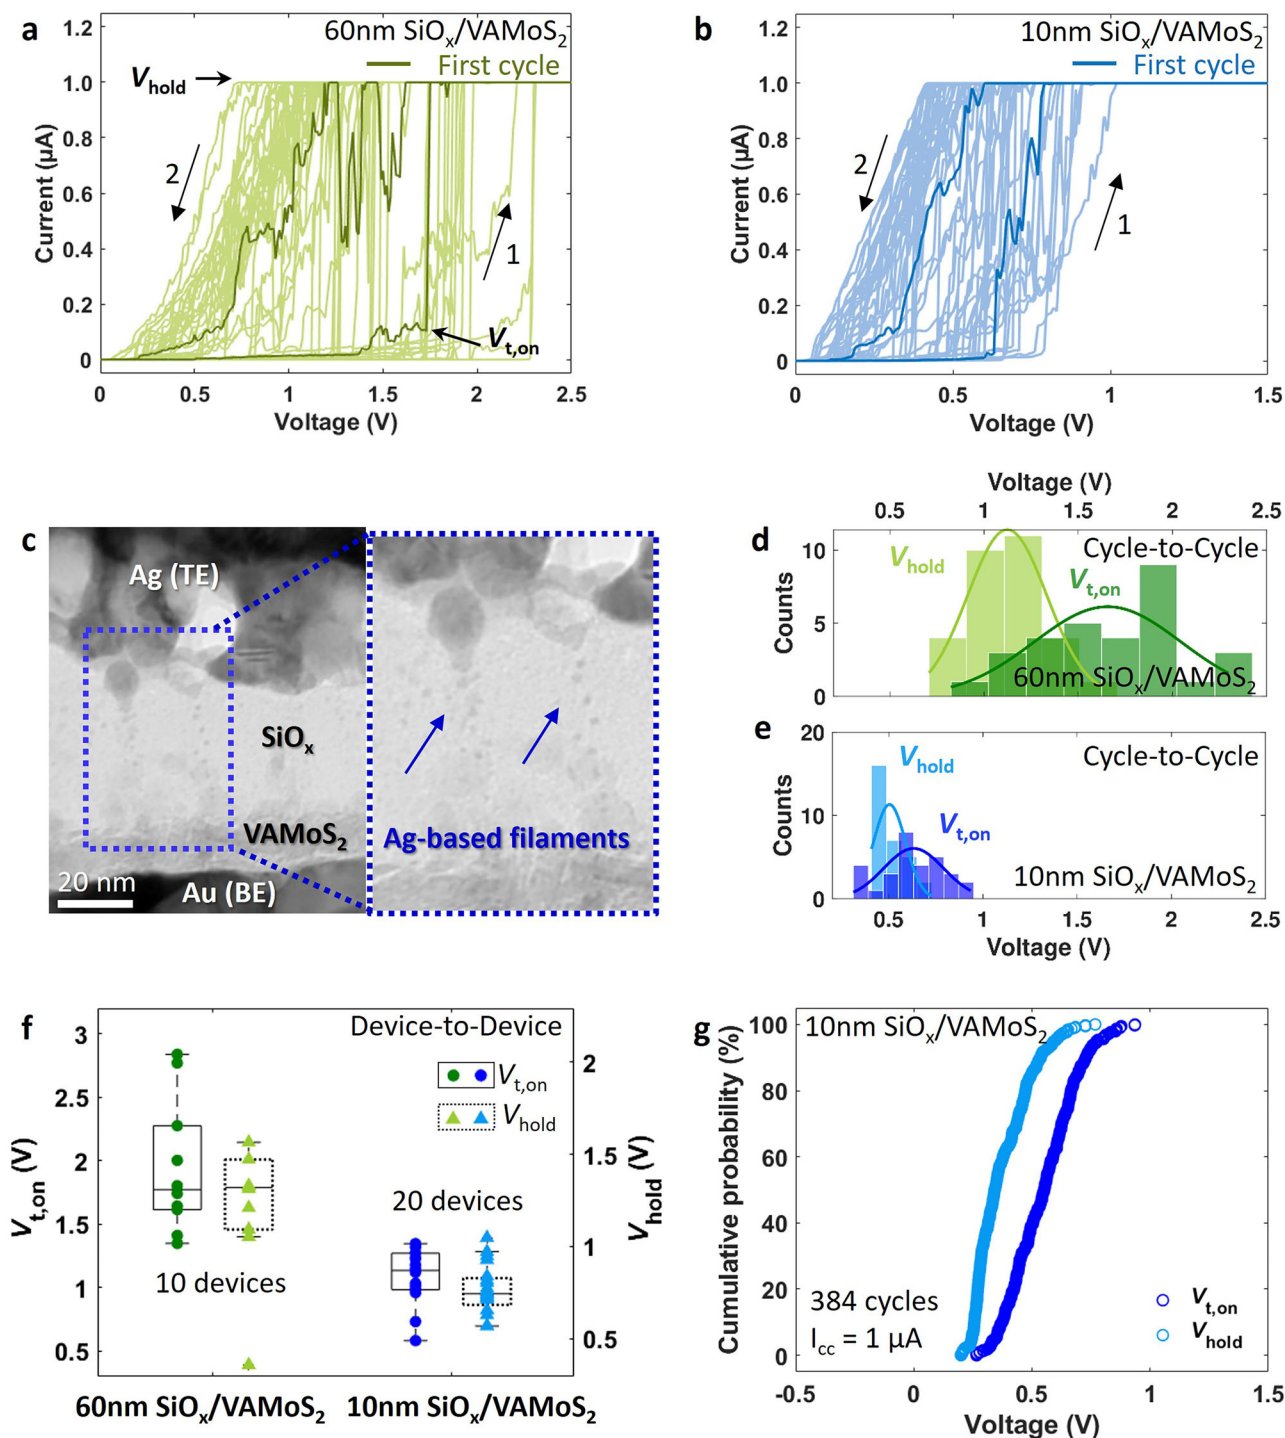 a
60nm SiOx/VAMoS2
First cycle
Vhold
2
1
Vt,on
1.2
1.0
0.8
0.6
0.4
0.2
0
Current (µA)
0 0.5 1 1.5 2 2.5
Voltage (V)
b
10nm SiOx/VAMoS2
First cycle
2
1
1.2
1.0
0.8
0.6
0.4
0.2
0
Current (µA)
0 0.5 1 1.5
Voltage (V)
c
Ag (TE)
SiOx
VAMoS2
20 nm
Au (BE)
Ag-based filaments
Voltage (V)
0.5 1 1.5 2 2.5
d
Cycle-to-Cycle
Vhold
Vt,on
60nm SiOx/VAMoS2
10
5
0
Counts
e
Cycle-to-Cycle
Vhold
Vt,on
10nm SiOx/VAMoS2
20
10
0
Counts
0.5 1 1.5 2 2.5
Voltage (V)
f
Device-to-Device
Vt,on
Vhold
3
2.5
2
1.5
1
0.5
Vt,on (V)
2
1.5
1
0.5
Vhold (V)
20 devices
10 devices
60nm SiOx/VAMoS2
10nm SiOx/VAMoS2
g
10nm SiOx/VAMoS2
100
80
60
40
20
0
Cumulative probability (%)
384 cycles
Icc = 1 µA
Vt,on
Vhold
-0.5 0 0.5 1 1.5
Voltage (V)